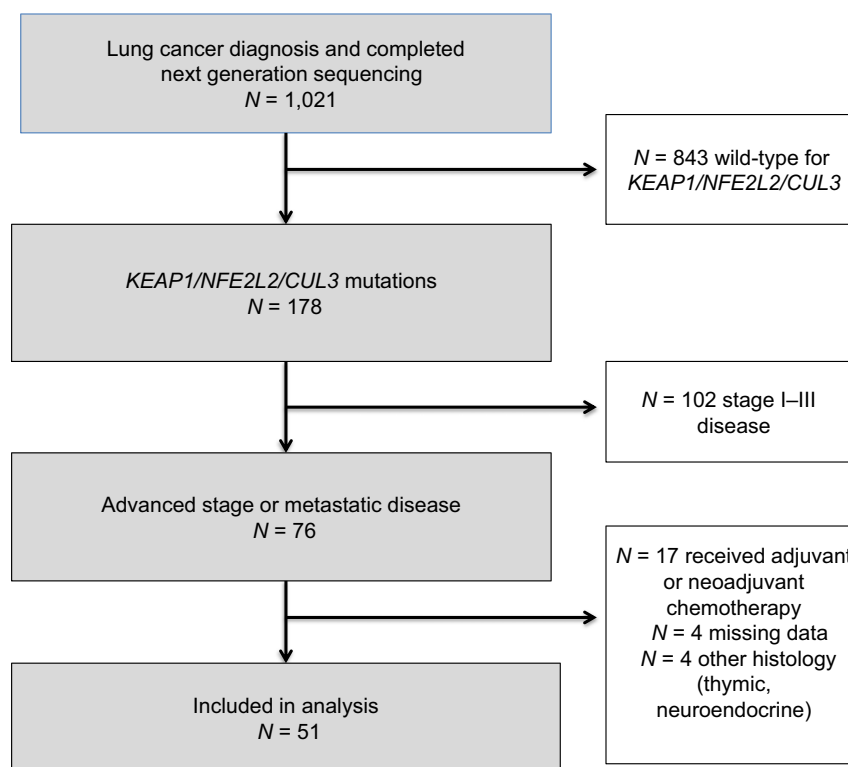 Lung cancer diagnosis and completed
next generation sequencing
N = 1,021
N = 843 wild-type for
KEAP1/NFE2L2/CUL3
KEAP1/NFE2L2/CUL3 mutations
N = 178
N = 102 stage I–III
disease
Advanced stage or metastatic disease
N = 76
N = 17 received adjuvant
or neoadjuvant
chemotherapy
N = 4 missing data
N = 4 other histology
(thymic,
neuroendocrine)
Included in analysis
N = 51